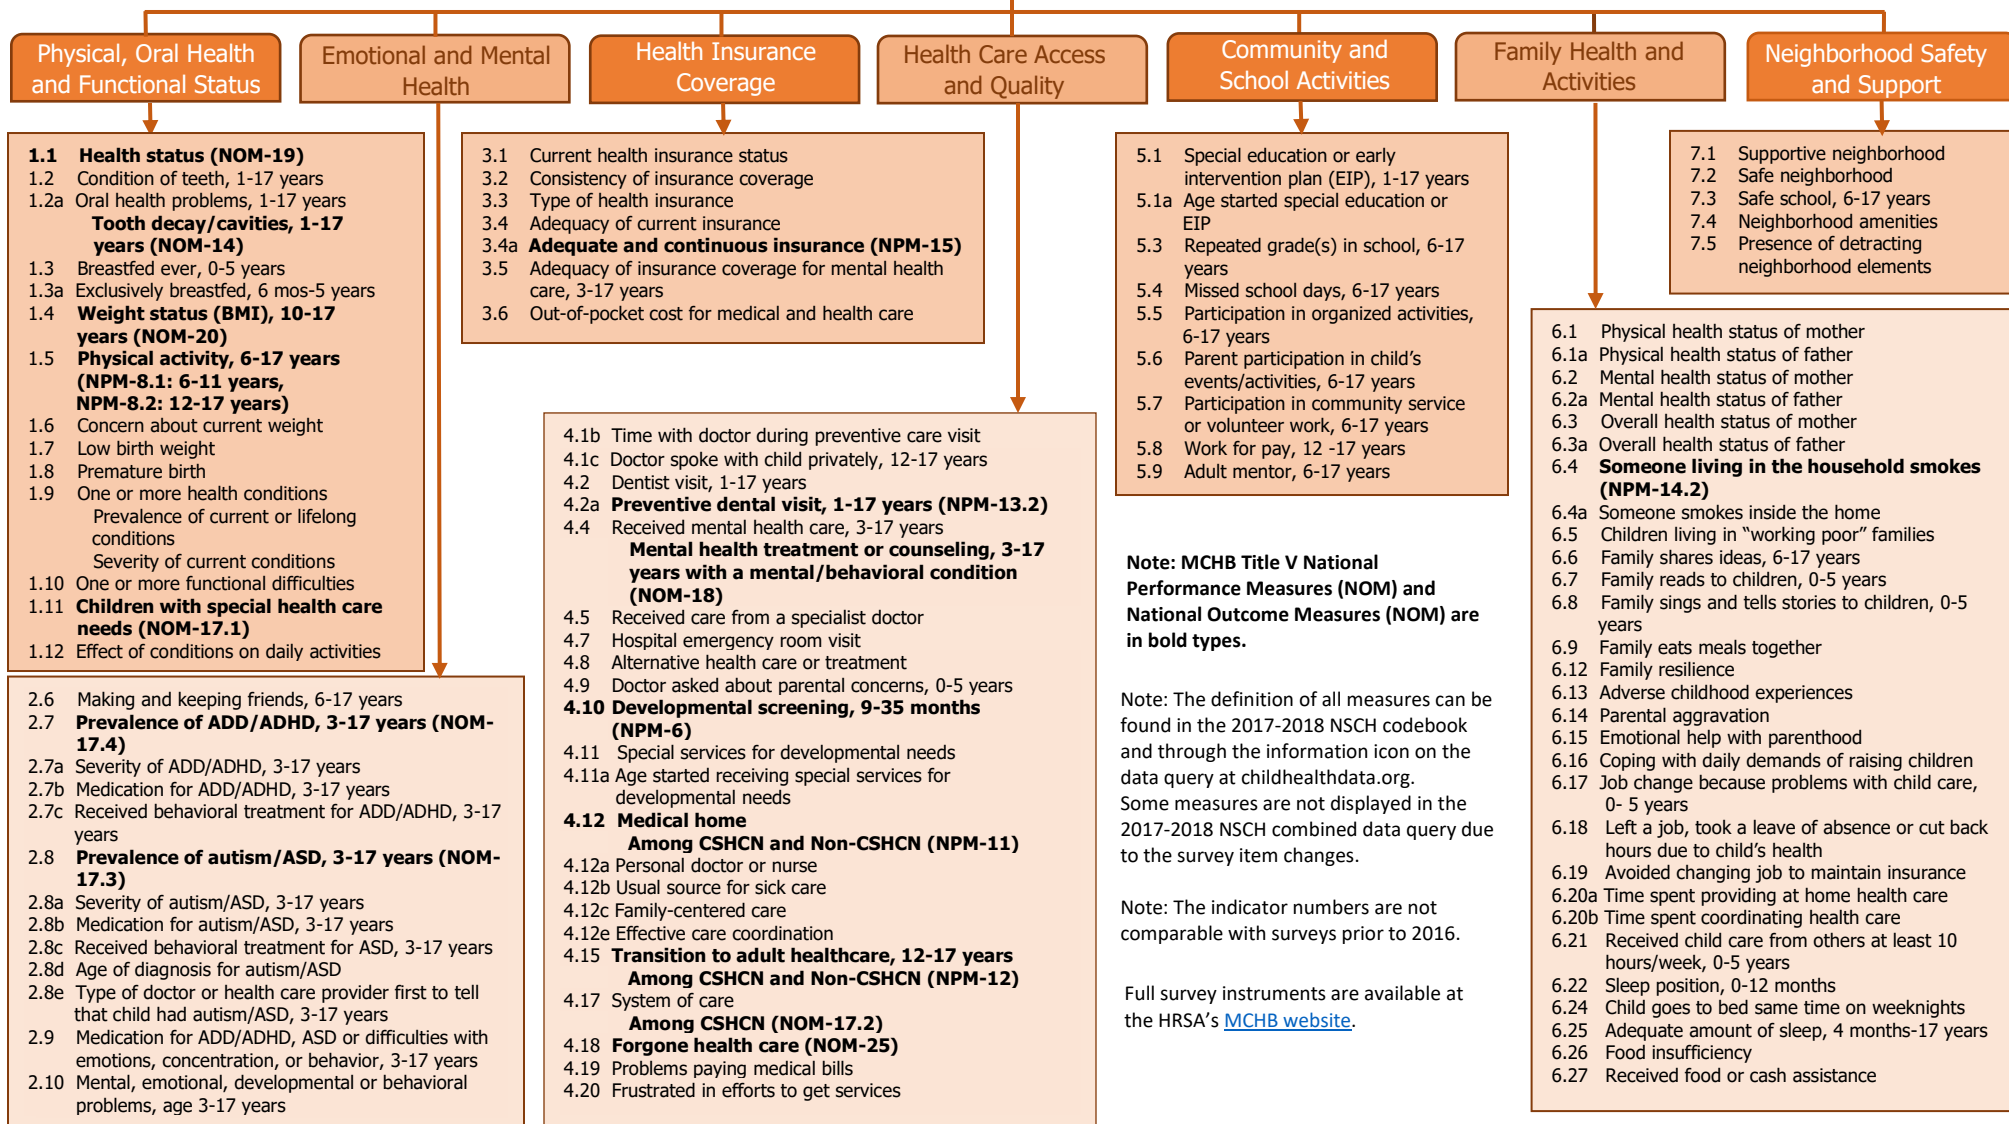 Physical, Oral Health
and Functional Status
Emotional and Mental
Health
Health Insurance
Coverage
Health Care Access
and Quality
Community and
School Activities
Family Health and
Activities
Neighborhood Safety
and Support
1.1 Health status (NOM-19)
1.2 Condition of teeth, 1-17 years
1.2a Oral health problems, 1-17 years
Tooth decay/cavities, 1-17
years (NOM-14)
1.3 Breastfed ever, 0-5 years
1.3a Exclusively breastfed, 6 mos-5 years
1.4 Weight status (BMI), 10-17
years (NOM-20)
1.5 Physical activity, 6-17 years
(NPM-8.1: 6-11 years,
NPM-8.2: 12-17 years)
1.6 Concern about current weight
1.7 Low birth weight
1.8 Premature birth
1.9 One or more health conditions
Prevalence of current or lifelong
conditions
Severity of current conditions
1.10 One or more functional difficulties
1.11 Children with special health care
needs (NOM-17.1)
1.12 Effect of conditions on daily activities
2.6 Making and keeping friends, 6-17 years
2.7 Prevalence of ADD/ADHD, 3-17 years (NOM-
17.4)
2.7a Severity of ADD/ADHD, 3-17 years
2.7b Medication for ADD/ADHD, 3-17 years
2.7c Received behavioral treatment for ADD/ADHD, 3-17
years
2.8 Prevalence of autism/ASD, 3-17 years (NOM-
17.3)
2.8a Severity of autism/ASD, 3-17 years
2.8b Medication for autism/ASD, 3-17 years
2.8c Received behavioral treatment for ASD, 3-17 years
2.8d Age of diagnosis for autism/ASD
2.8e Type of doctor or health care provider first to tell
that child had autism/ASD, 3-17 years
2.9 Medication for ADD/ADHD, ASD or difficulties with
emotions, concentration, or behavior, 3-17 years
2.10 Mental, emotional, developmental or behavioral
problems, age 3-17 years
3.1 Current health insurance status
3.2 Consistency of insurance coverage
3.3 Type of health insurance
3.4 Adequacy of current insurance
3.4a Adequate and continuous insurance (NPM-15)
3.5 Adequacy of insurance coverage for mental health
care, 3-17 years
3.6 Out-of-pocket cost for medical and health care
4.1b Time with doctor during preventive care visit
4.1c Doctor spoke with child privately, 12-17 years
4.2 Dentist visit, 1-17 years
4.2a Preventive dental visit, 1-17 years (NPM-13.2)
4.4 Received mental health care, 3-17 years
Mental health treatment or counseling, 3-17
years with a mental/behavioral condition
(NOM-18)
4.5 Received care from a specialist doctor
4.7 Hospital emergency room visit
4.8 Alternative health care or treatment
4.9 Doctor asked about parental concerns, 0-5 years
4.10 Developmental screening, 9-35 months
(NPM-6)
4.11 Special services for developmental needs
4.11a Age started receiving special services for
developmental needs
4.12 Medical home
Among CSHCN and Non-CSHCN (NPM-11)
4.12a Personal doctor or nurse
4.12b Usual source for sick care
4.12c Family-centered care
4.12e Effective care coordination
4.15 Transition to adult healthcare, 12-17 years
Among CSHCN and Non-CSHCN (NPM-12)
4.17 System of care
Among CSHCN (NOM-17.2)
4.18 Forgone health care (NOM-25)
4.19 Problems paying medical bills
4.20 Frustrated in efforts to get services
5.1 Special education or early
intervention plan (EIP), 1-17 years
5.1a Age started special education or
EIP
5.3 Repeated grade(s) in school, 6-17
years
5.4 Missed school days, 6-17 years
5.5 Participation in organized activities,
6-17 years
5.6 Parent participation in child's
events/activities, 6-17 years
5.7 Participation in community service
or volunteer work, 6-17 years
5.8 Work for pay, 12 -17 years
5.9 Adult mentor, 6-17 years
Note: MCHB Title V National
Performance Measures (NOM) and
National Outcome Measures (NOM) are
in bold types.
Note: The definition of all measures can be
found in the 2017-2018 NSCH codebook
and through the information icon on the
data query at childhealthdata.org.
Some measures are not displayed in the
2017-2018 NSCH combined data query due
to the survey item changes.
Note: The indicator numbers are not
comparable with surveys prior to 2016.
Full survey instruments are available at
the HRSA's MCHB website.
7.1 Supportive neighborhood
7.2 Safe neighborhood
7.3 Safe school, 6-17 years
7.4 Neighborhood amenities
7.5 Presence of detracting
neighborhood elements
6.1 Physical health status of mother
6.1a Physical health status of father
6.2 Mental health status of mother
6.2a Mental health status of father
6.3 Overall health status of mother
6.3a Overall health status of father
6.4 Someone living in the household smokes
(NPM-14.2)
6.4a Someone smokes inside the home
6.5 Children living in "working poor" families
6.6 Family shares ideas, 6-17 years
6.7 Family reads to children, 0-5 years
6.8 Family sings and tells stories to children, 0-5
years
6.9 Family eats meals together
6.12 Family resilience
6.13 Adverse childhood experiences
6.14 Parental aggravation
6.15 Emotional help with parenthood
6.16 Coping with daily demands of raising children
6.17 Job change because problems with child care,
0- 5 years
6.18 Left a job, took a leave of absence or cut back
hours due to child's health
6.19 Avoided changing job to maintain insurance
6.20a Time spent providing at home health care
6.20b Time spent coordinating health care
6.21 Received child care from others at least 10
hours/week, 0-5 years
6.22 Sleep position, 0-12 months
6.24 Child goes to bed same time on weeknights
6.25 Adequate amount of sleep, 4 months-17 years
6.26 Food insufficiency
6.27 Received food or cash assistance